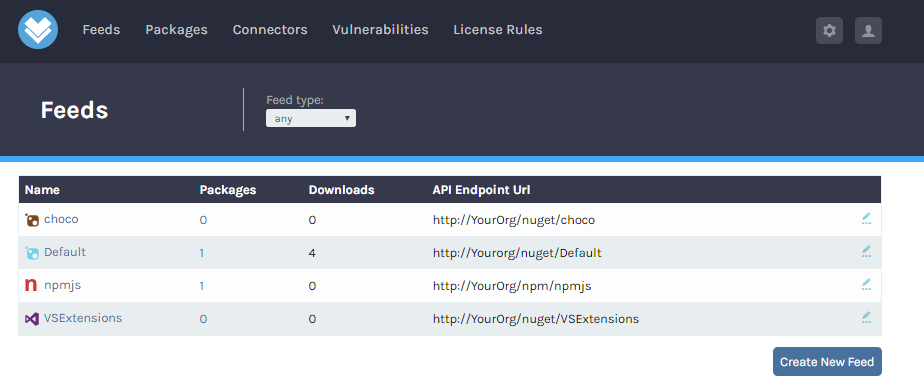 Feeds Packages Connectors Vulnerabilities License Rules
Feeds
Feed type:
any
Name Packages Downloads API Endpoint Url
choco 0 0 http://YourOrg/nuget/choco
Default 1 4 http://Yourorg/nuget/Default
npmjs 1 0 http://YourOrg/npm/npmjs
VSExtensions 0 0 http://YourOrg/nuget/VSExtensions
Create New Feed